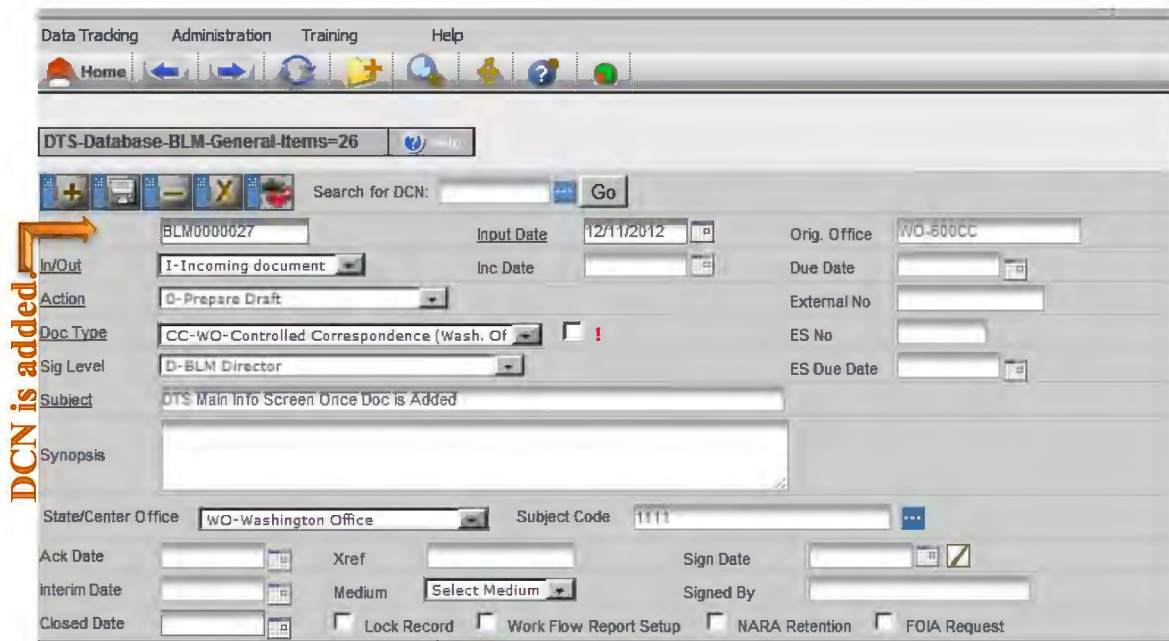 Data Tracking Administration Training Help
Home
DTS-Database-BLM-General-Items=26
Search for DCN: Go
BLM0000027 Input Date 12/11/2012 Orig. Office WO-600CC
In/Out I-Incoming document Inc Date Due Date
Action D-Prepare Draft External No
Doc Type CC-WO-Controlled Correspondence (Wash. Of ! ES No
Sig Level D-BLM Director ES Due Date
Subject DTS Main Info Screen Once Doc is Added
Synopsis
State/Center Office WO-Washington Office Subject Code 1111
Ack Date Xref Sign Date
Interim Date Medium Select Medium Signed By
Closed Date Lock Record Work Flow Report Setup NARA Retention FOIA Request
DCN is added.